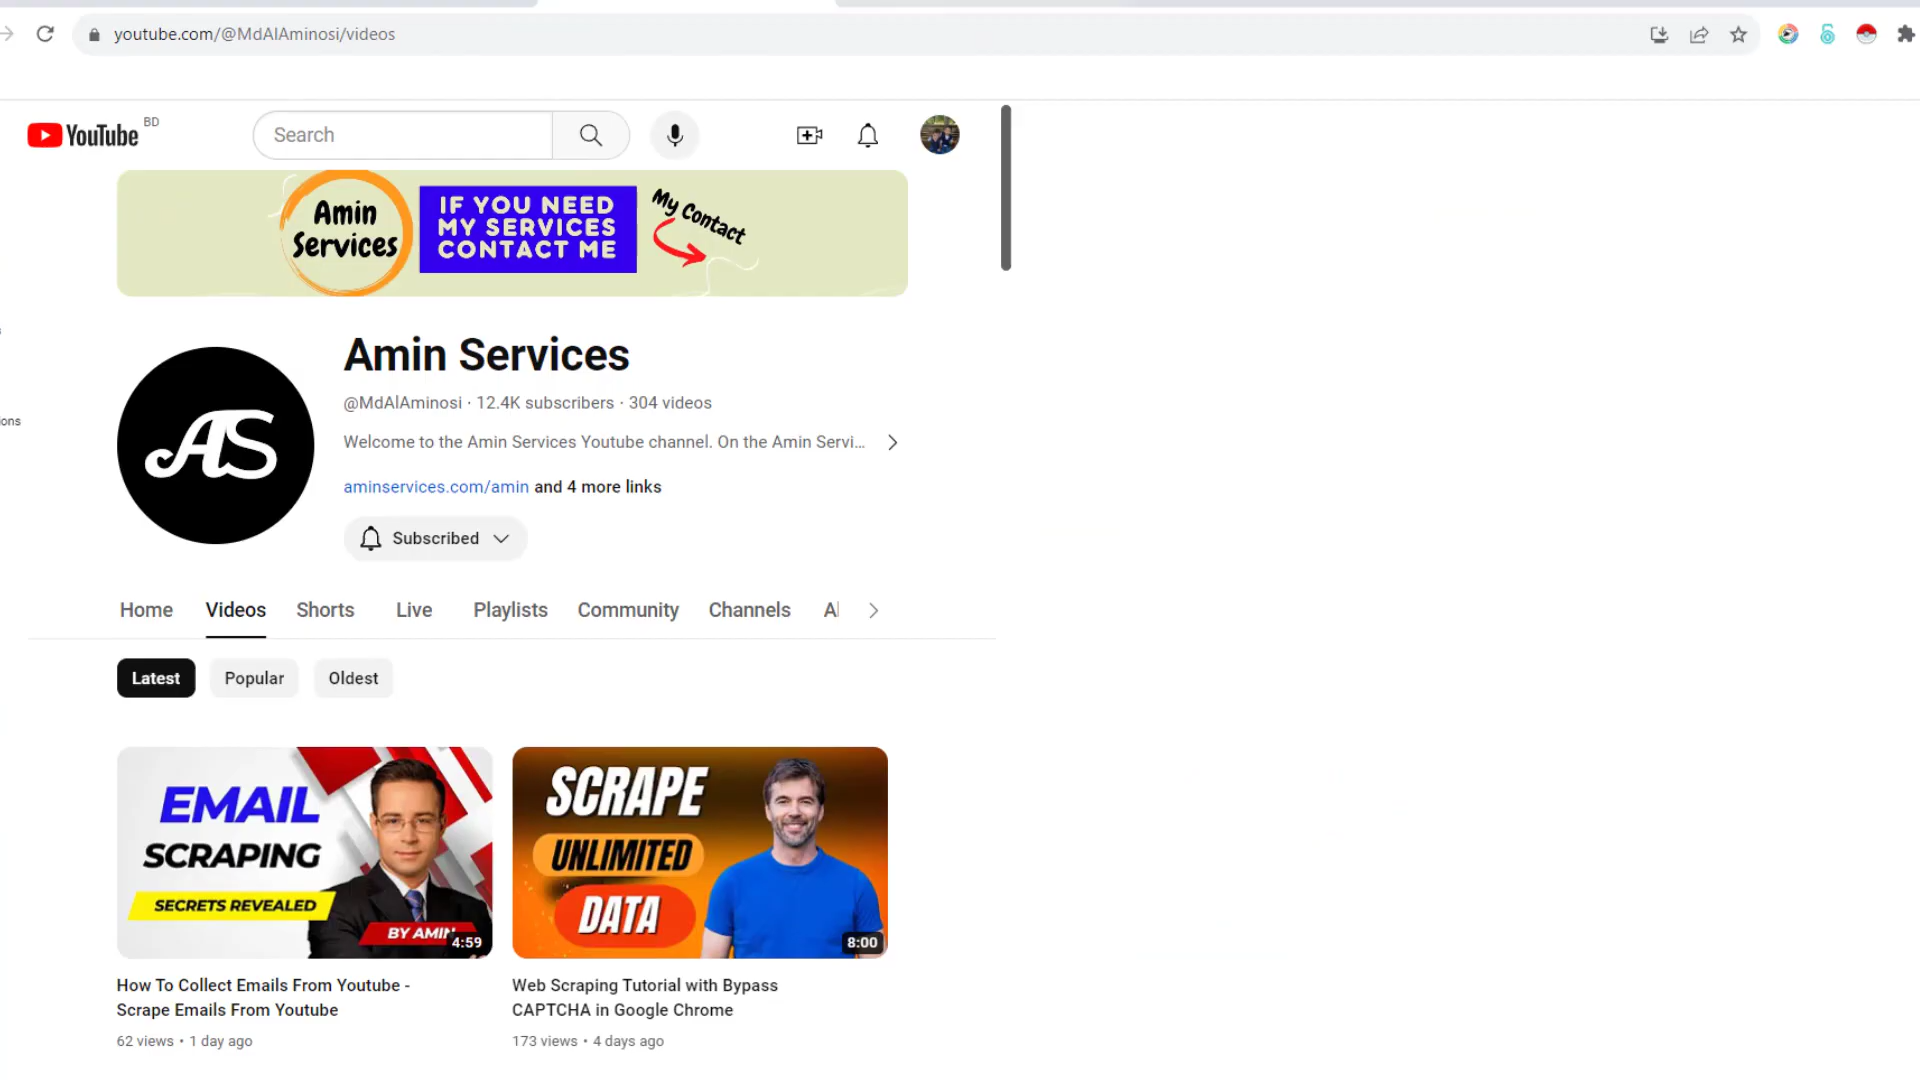 youtube.com/@MdAlAminosi/videos
YouTube BD
Search
Amin
Services
IF YOU NEED
MY SERVICES
CONTACT ME
My Contact
AS
Amin Services
@MdAlAminosi · 12.4K subscribers · 304 videos
Welcome to the Amin Services Youtube channel. On the Amin Servi...
ions
aminservices.com/amin and 4 more links
Subscribed
Home Videos Shorts Live Playlists Community Channels
Latest Popular Oldest
EMAIL
SCRAPING
SECRETS REVEALED
BY AMIN
4:59
SCRAPE
UNLIMITED
DATA
8:00
How To Collect Emails From Youtube -
Scrape Emails From Youtube
62 views • 1 day ago
Web Scraping Tutorial with Bypass
CAPTCHA in Google Chrome
173 views • 4 days ago